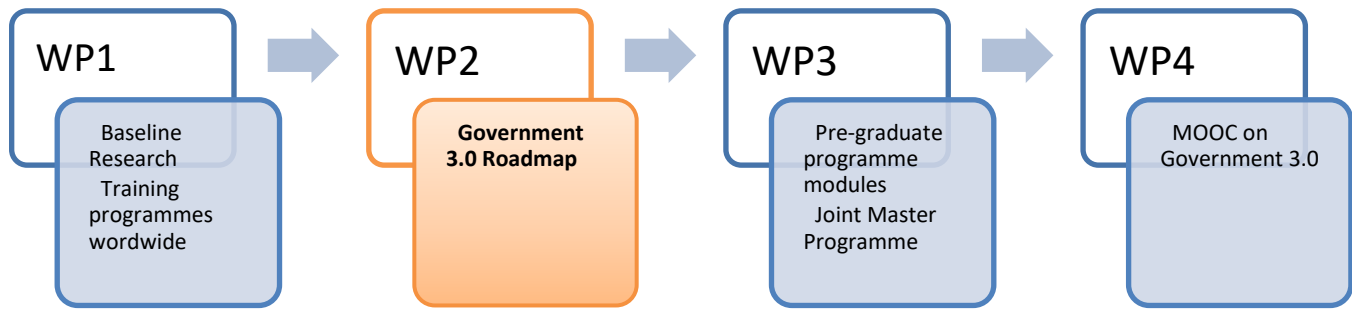 WP1
Baseline
Research
Training
programmes
wordwide
WP2
Government
3.0 Roadmap
WP3
Pre-graduate
programme
modules
Joint Master
Programme
WP4
MOOC on
Government 3.0